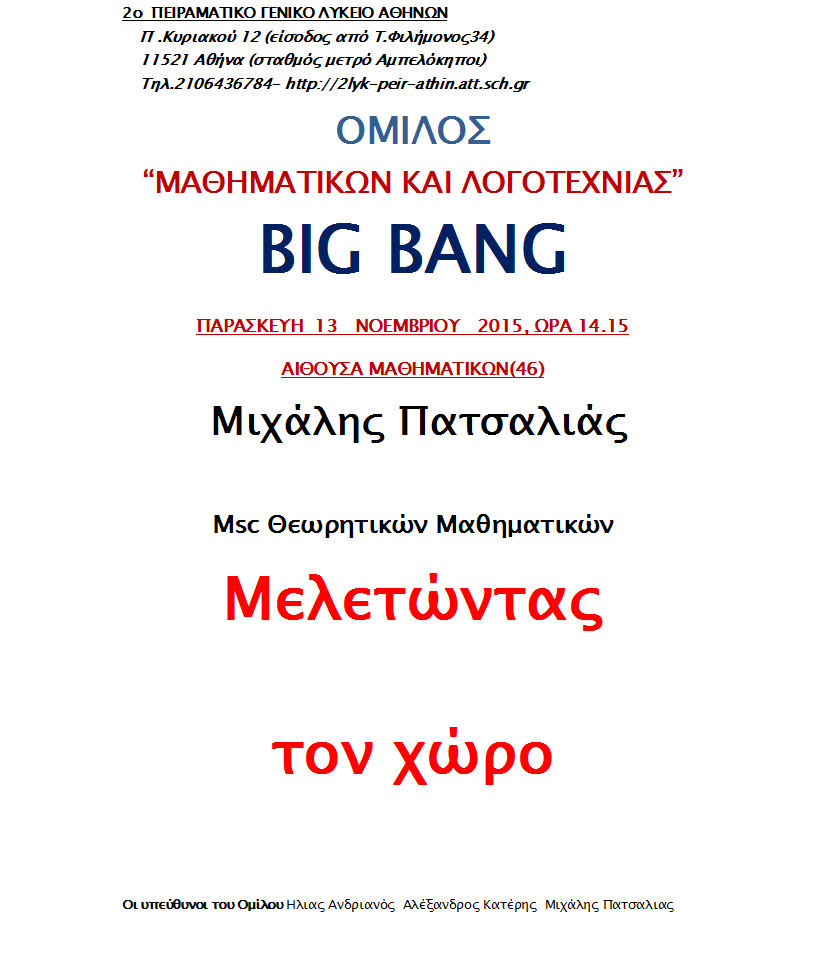 2ο ΠΕΙΡΑΜΑΤΙΚΟ ΓΕΝΙΚΟ ΛΥΚΕΙΟ ΑΘΗΝΩΝ
Π .Κυριακού 12 (είσοδος από Τ.Φιλήμονος34)
11521 Αθήνα (σταθμός μετρό Αμπελόκηποι)
Τηλ.2106436784- http://2lyk-peir-athin.att.sch.gr
ΟΜΙΛΟΣ
“ΜΑΘΗΜΑΤΙΚΩΝ ΚΑΙ ΛΟΓΟΤΕΧΝΙΑΣ”
BIG BANG
ΠΑΡΑΣΚΕΥΗ 13 ΝΟΕΜΒΡΙΟΥ 2015, ΩΡΑ 14.15
ΑΙΘΟΥΣΑ ΜΑΘΗΜΑΤΙΚΩΝ(46)
Μιχάλης Πατσαλιάς
Msc Θεωρητικών Μαθηματικών
Μελετώντας
τον χώρο
Οι υπεύθυνοι του Ομίλου Ηλιας Ανδριανός Αλέξανδρος Κατέρης Μιχάλης Πατσαλιας